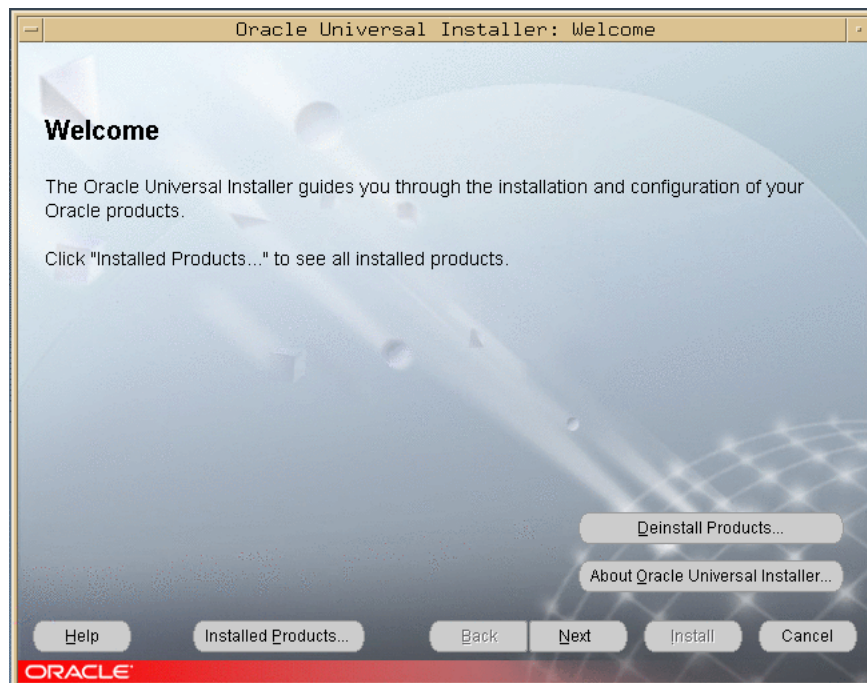 Oracle Universal Installer: Welcome
Welcome
The Oracle Universal Installer guides you through the installation and configuration of your
Oracle products.
Click "Installed Products..." to see all installed products.
Deinstall Products...
About Oracle Universal Installer...
Help Installed Products... Back Next Install Cancel
ORACLE